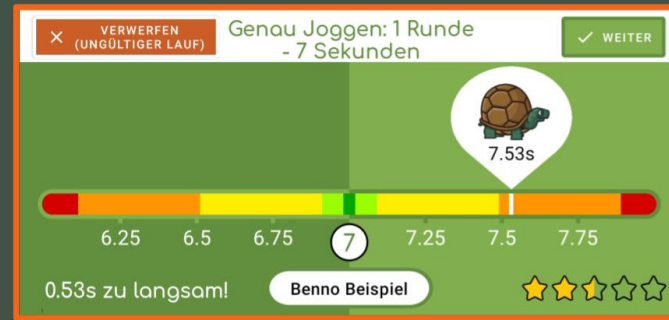 VERWERFEN
(UNGÜLTIGER LAUF)
Genau Joggen: 1 Runde
- 7 Sekunden
WEITER
7.53s
6.25 6.5 6.75 7 7.25 7.5 7.75
0.53s zu langsam!
Benno Beispiel